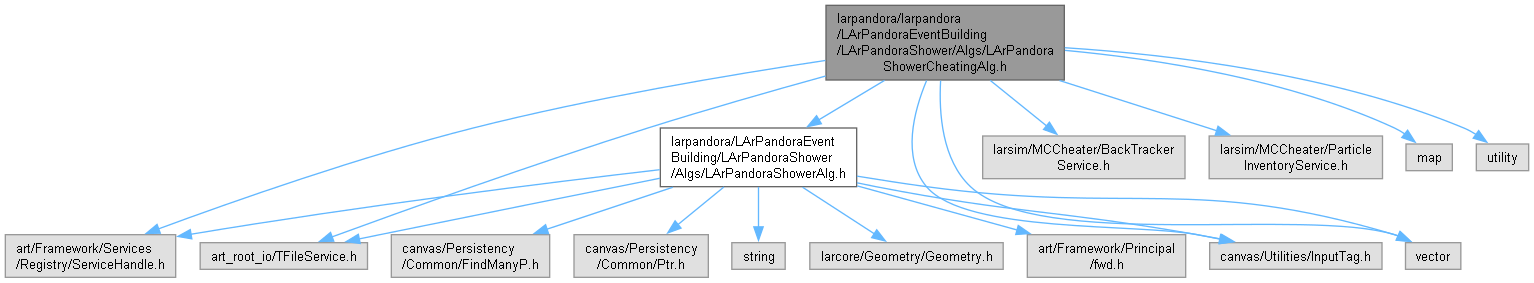 larpandora/larpandora
/LArPandoraEventBuilding
/LArPandoraShower/Algs/LArPandora
ShowerCheatingAlg.h
larpandora/LArPandoraEvent
Building/LArPandoraShower
/Algs/LArPandoraShowerAlg.h
larsim/MCCheater/BackTracker
Service.h
larsim/MCCheater/Particle
InventoryService.h
map
utility
art/Framework/Services
/Registry/ServiceHandle.h
art_root_io/TFileService.h
canvas/Persistency
/Common/FindManyP.h
canvas/Persistency
/Common/Ptr.h
string
larcore/Geometry/Geometry.h
art/Framework/Principal
/fwd.h
canvas/Utilities/InputTag.h
vector